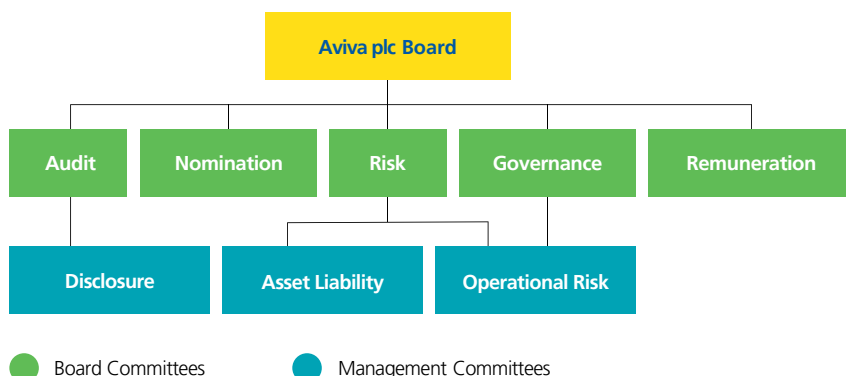 Aviva plc Board
Audit
Nomination
Risk
Governance
Remuneration
Disclosure
Asset Liability
Operational Risk
Board Committees
Management Committees